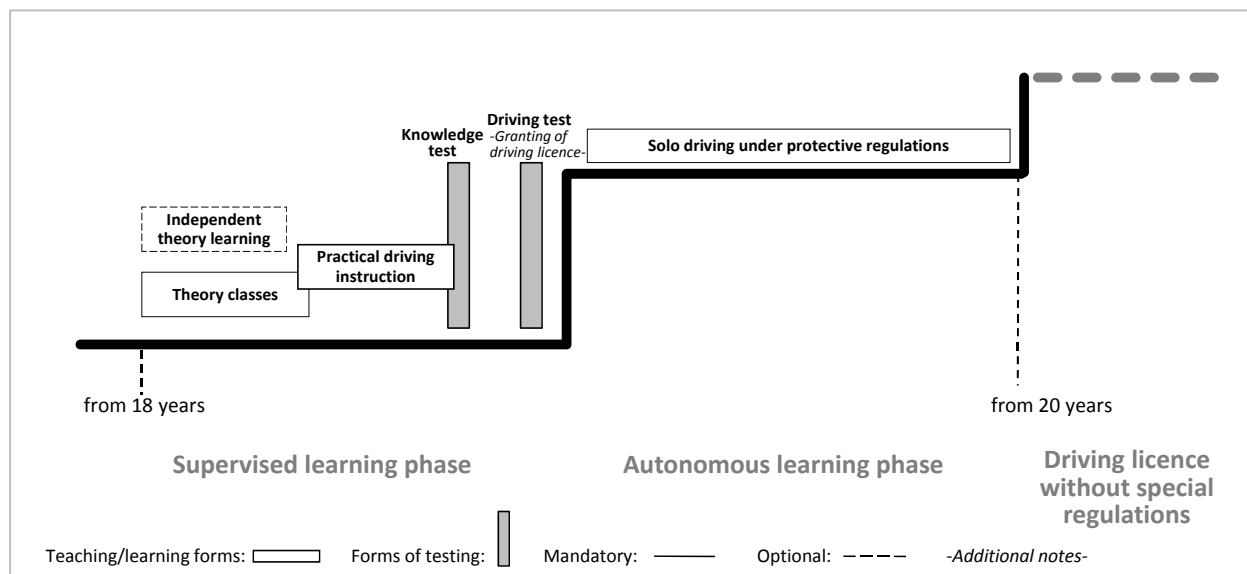 Driving test
-Granting of
driving licence-
Knowledge
test
Solo driving under protective regulations
Independent
theory learning
Practical driving
instruction
Theory classes
from 18 years
from 20 years
Supervised learning phase
Autonomous learning phase
Driving licence
without special
regulations
Teaching/learning forms:
Forms of testing:
Mandatory:
Optional:
-Additional notes-